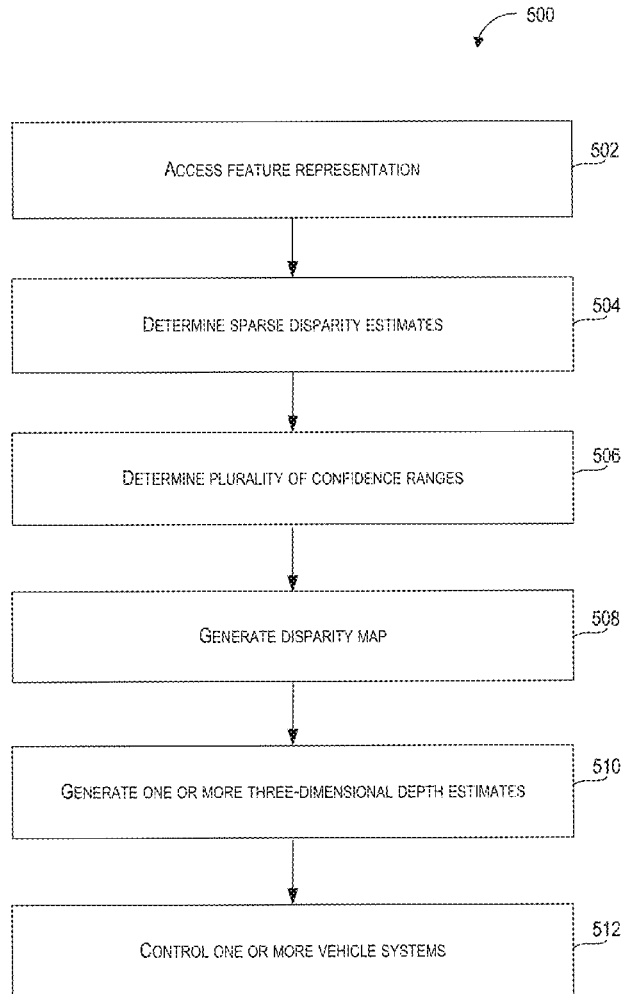 500
ACCESS FEATURE REPRESENTATION
502
DETERMINE SPARSE DISPARITY ESTIMATES
504
DETERMINE PLURALITY OF CONFIDENCE RANGES
506
GENERATE DISPARITY MAP
508
GENERATE ONE OR MORE THREE-DIMENSIONAL DEPTH ESTIMATES
510
CONTROL ONE OR MORE VEHICLE SYSTEMS
512